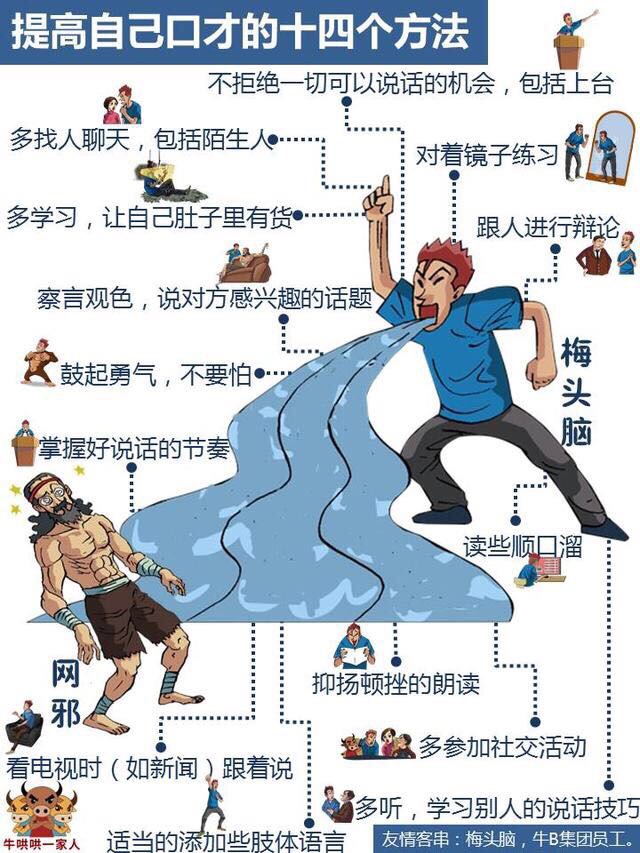 提高自己口才的十四个方法
不拒绝一切可以说话的机会，包括上台
多找人聊天，包括陌生人
对着镜子练习
多学习，让自己肚子里有货
跟人进行辩论
察言观色，说对方感兴趣的话题
鼓起勇气，不要怕
梅头脑
掌握好说话的节奏
读些顺口溜
网邪
抑扬顿挫的朗读
多参加社交活动
看电视时（如新闻）跟着说
多听，学习别人的说话技巧
适当的添加些肢体语言
牛哄哄一家人
友情客串：梅头脑，牛B集团员工。